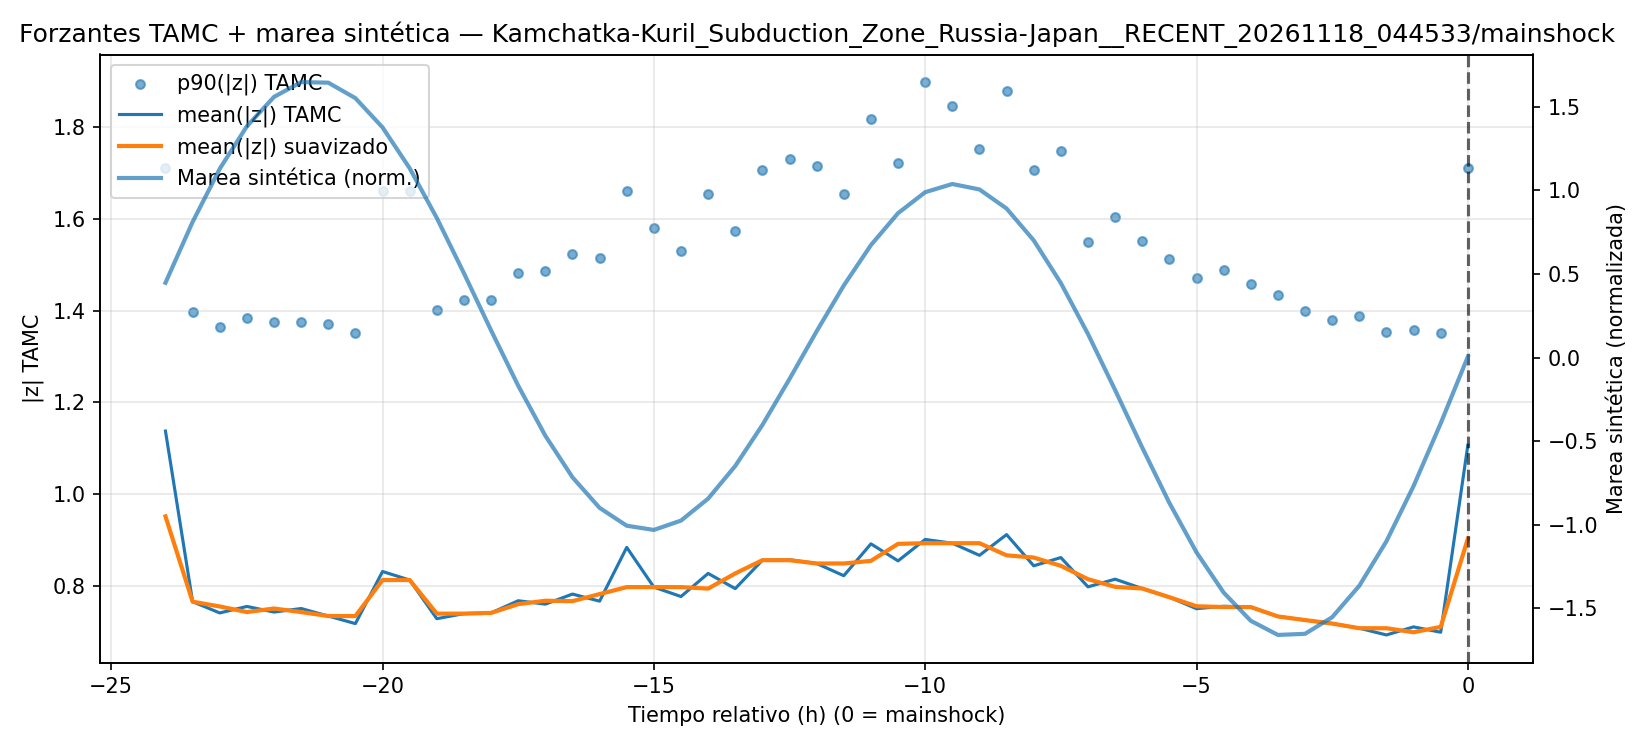 Forzantes TAMC + marea sintética — Kamchatka-Kuril_Subduction_Zone_Russia-Japan__RECENT_20261118_044533/mainshock
p90(|z|) TAMC
mean(|z|) TAMC
mean(|z|) suavizado
Marea sintética (norm.)
|z| TAMC
1.8
1.6
1.4
1.2
1.0
0.8
1.5
1.0
0.5
0.0
−0.5
−1.0
−1.5
Marea sintética (normalizada)
−25
−20
−15
−10
−5
0
Tiempo relativo (h) (0 = mainshock)